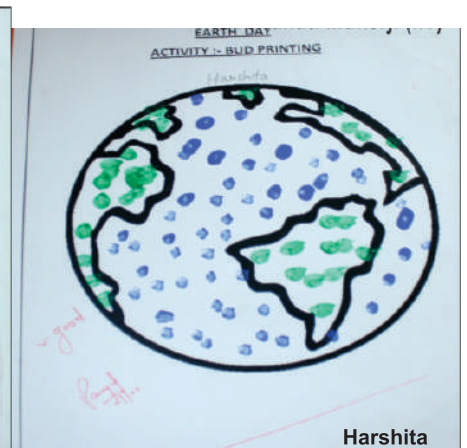 EARTH DAY
ACTIVITY :- BUD PRINTING
Harshita
good
Harshita